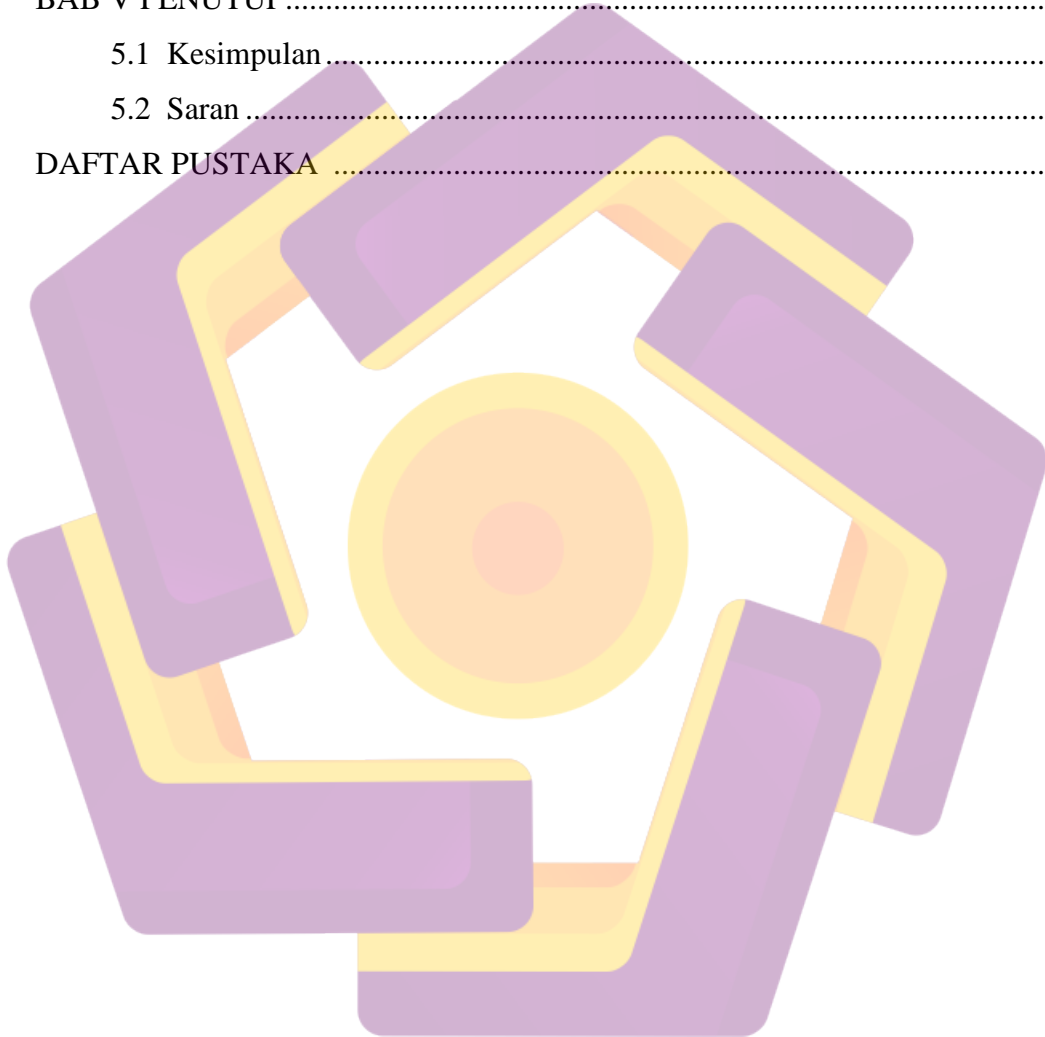 BAB V PENUTUP ........................................................................................
5.1 Kesimpulan ........................................................................................
5.2 Saran ........................................................................................
DAFTAR PUSTAKA ........................................................................................